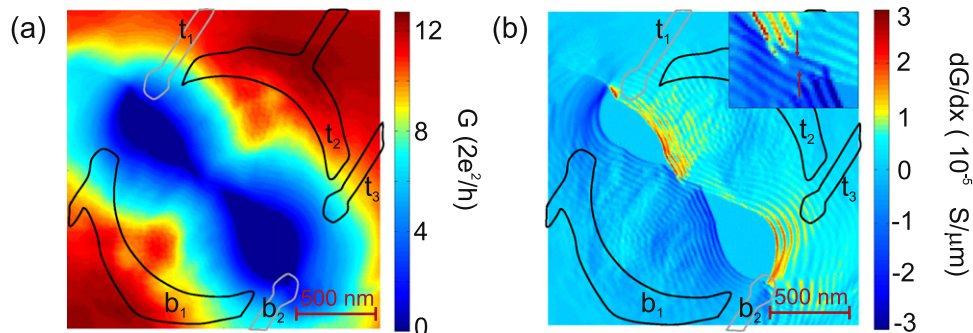 (a)
t1
t2
t3
b1
b2
500 nm
12
8
4
0
G (2e²/h)
(b)
t1
t2
t3
b1
b2
500 nm
3
2
1
0
-1
-2
-3
dG/dx (10⁻⁵ S/µm)